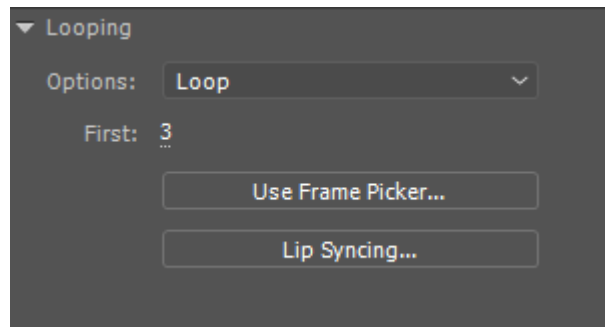 Looping
Options: Loop
First: 3
Use Frame Picker...
Lip Syncing...